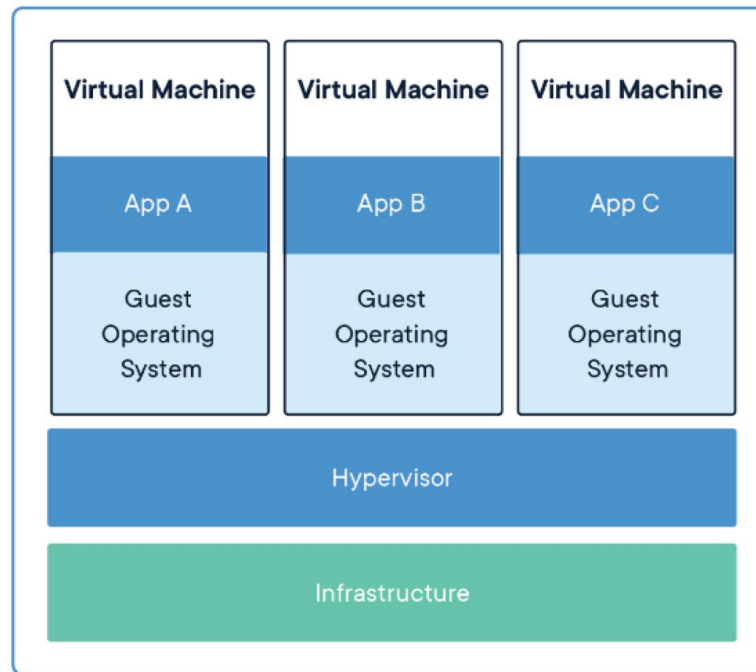 Virtual Machine
Virtual Machine
Virtual Machine
App A
App B
App C
Guest
Operating
System
Guest
Operating
System
Guest
Operating
System
Hypervisor
Infrastructure